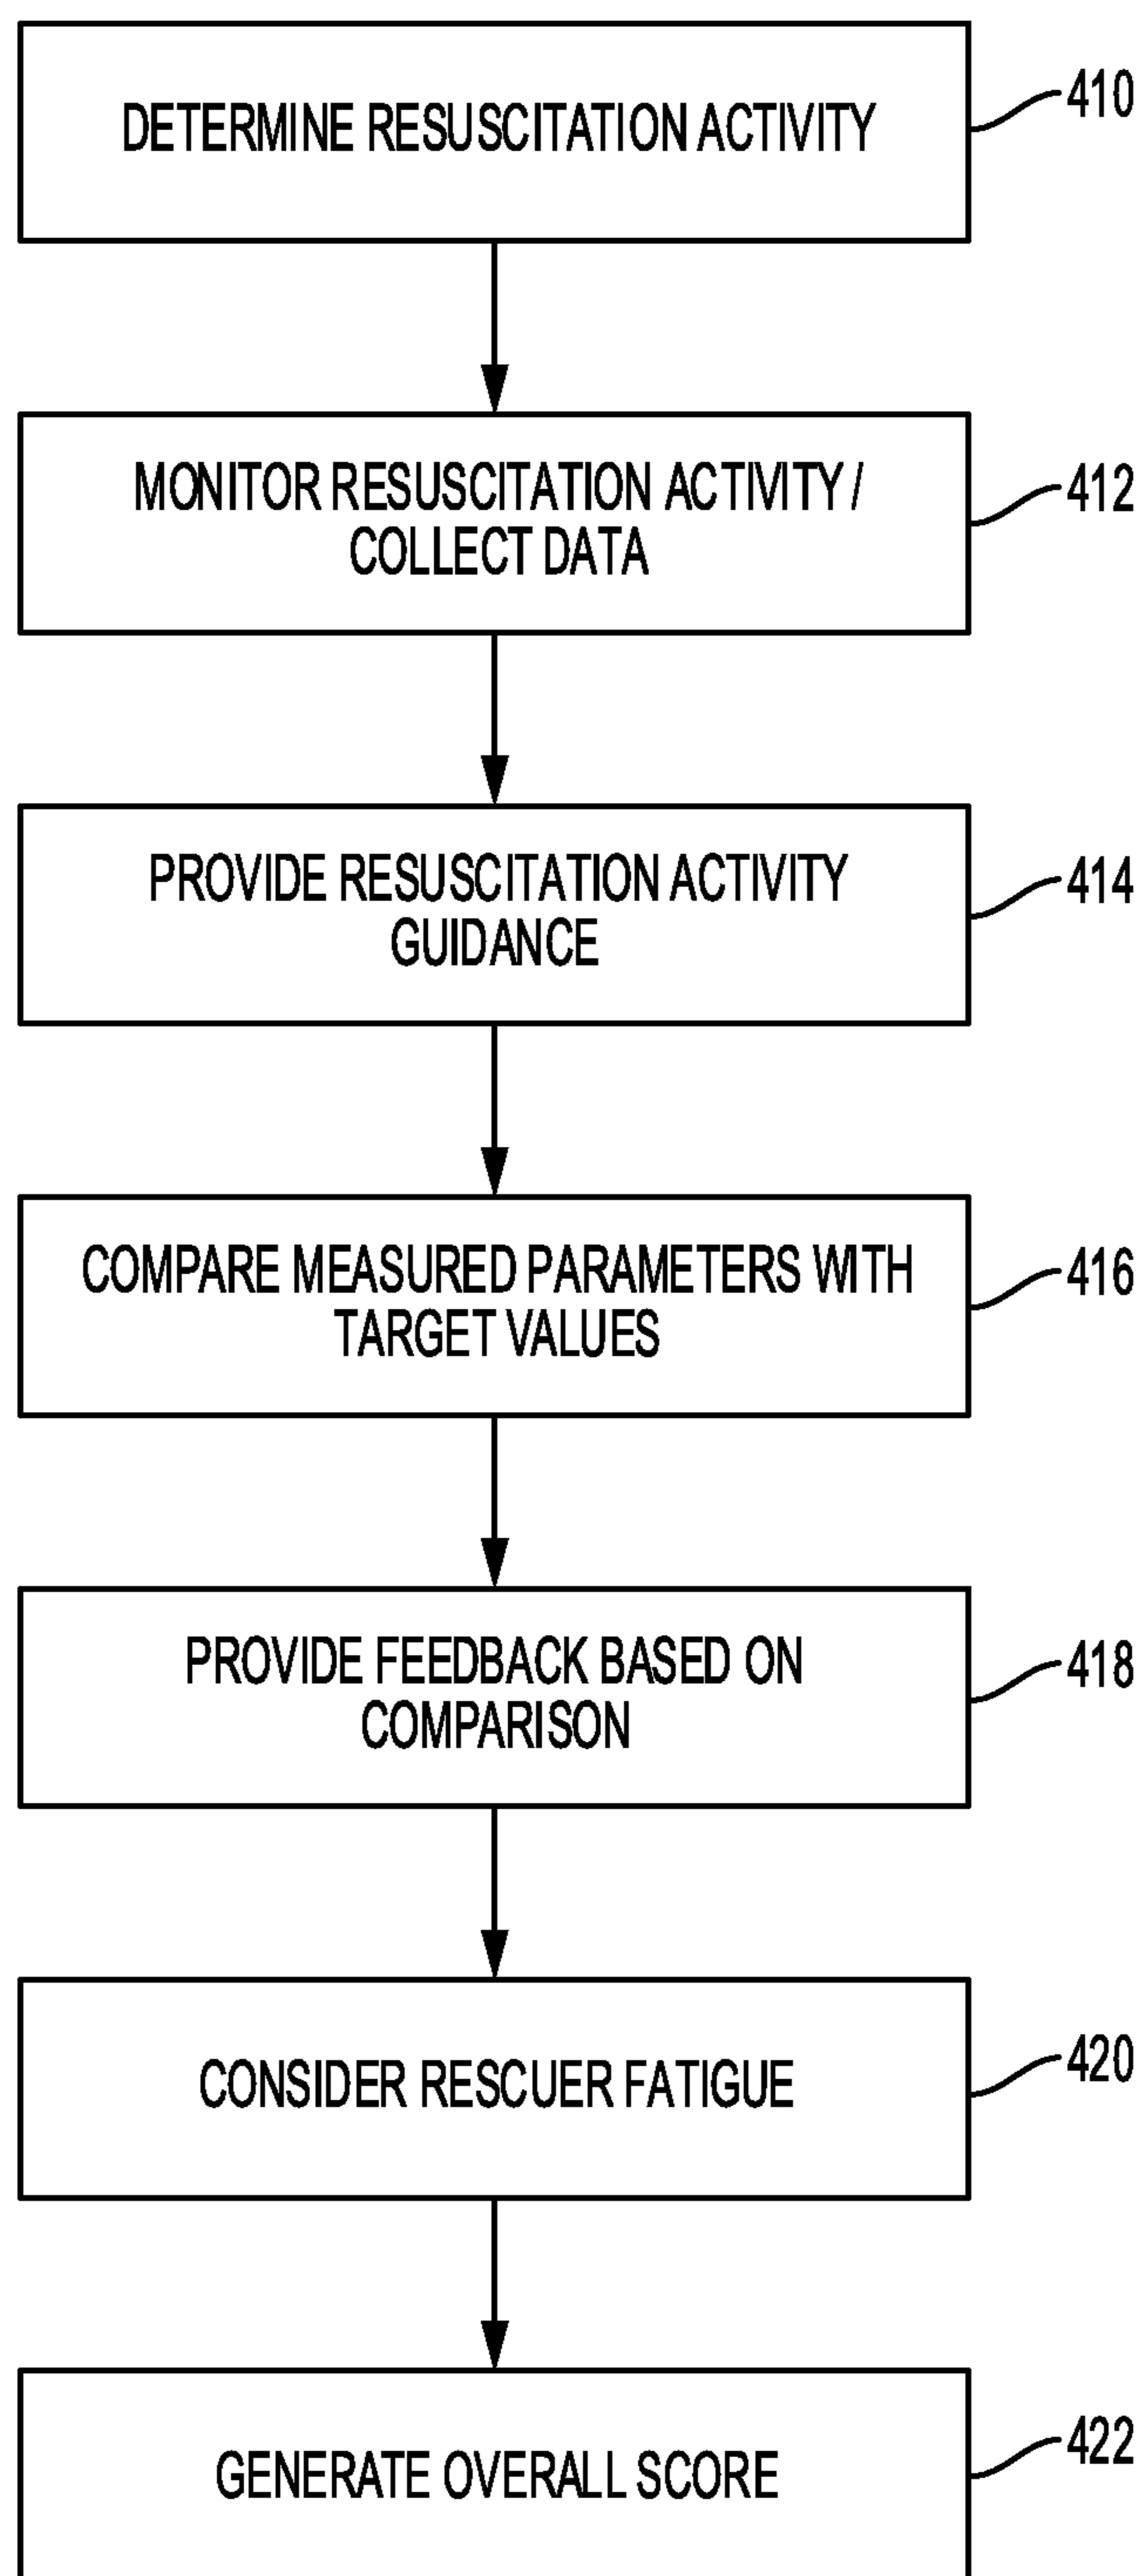 DETERMINE RESUSCITATION ACTIVITY
410
MONITOR RESUSCITATION ACTIVITY /
COLLECT DATA
412
PROVIDE RESUSCITATION ACTIVITY
GUIDANCE
414
COMPARE MEASURED PARAMETERS WITH
TARGET VALUES
416
PROVIDE FEEDBACK BASED ON
COMPARISON
418
CONSIDER RESCUER FATIGUE
420
GENERATE OVERALL SCORE
422